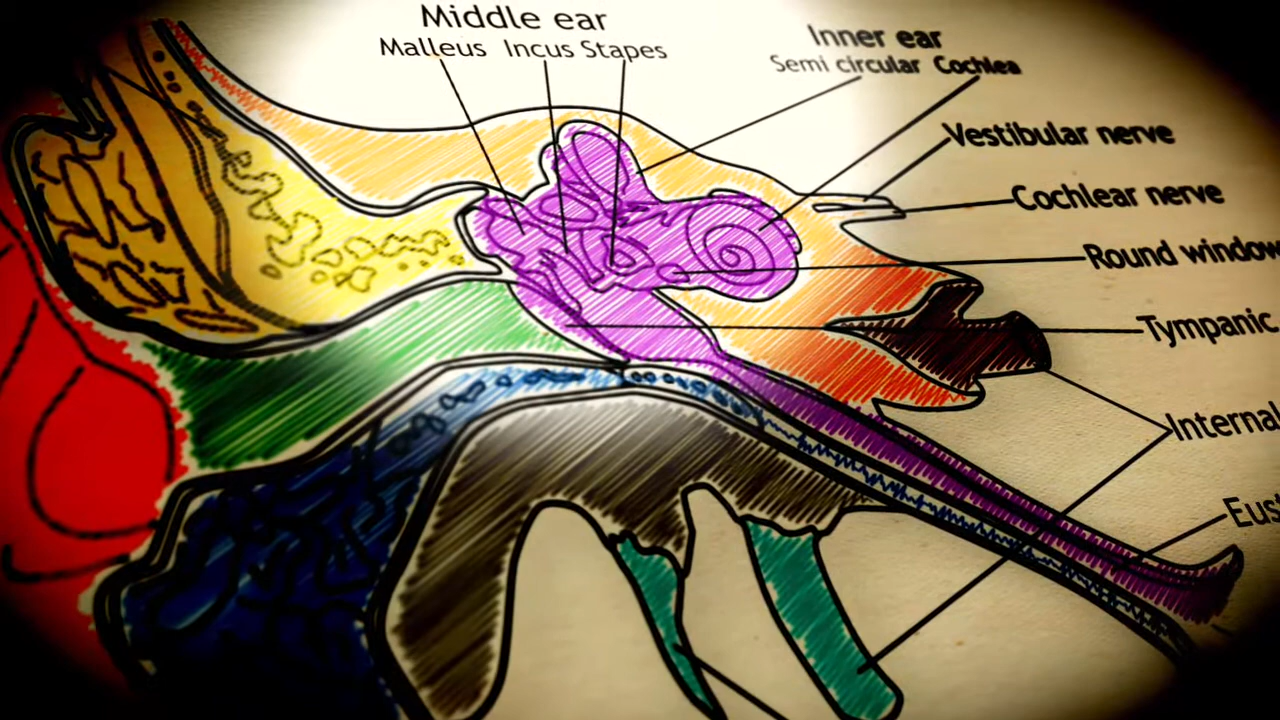 Middle ear
Malleus Incus Stapes
Inner ear
Semi circular Cochlea
Vestibular nerve
Cochlear nerve
Round window
Tympanic
Internal
Eus